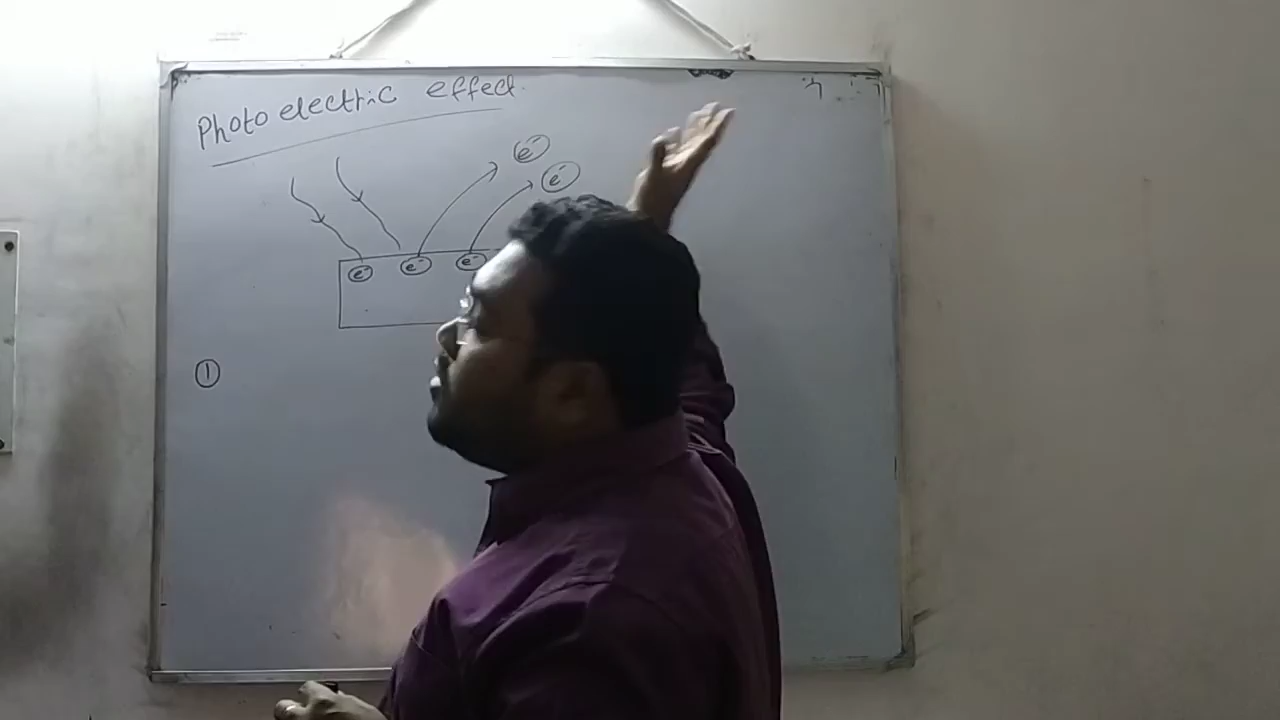 Photo electric effect.
e⁻
e⁻
e⁻ e⁻ e⁻
①